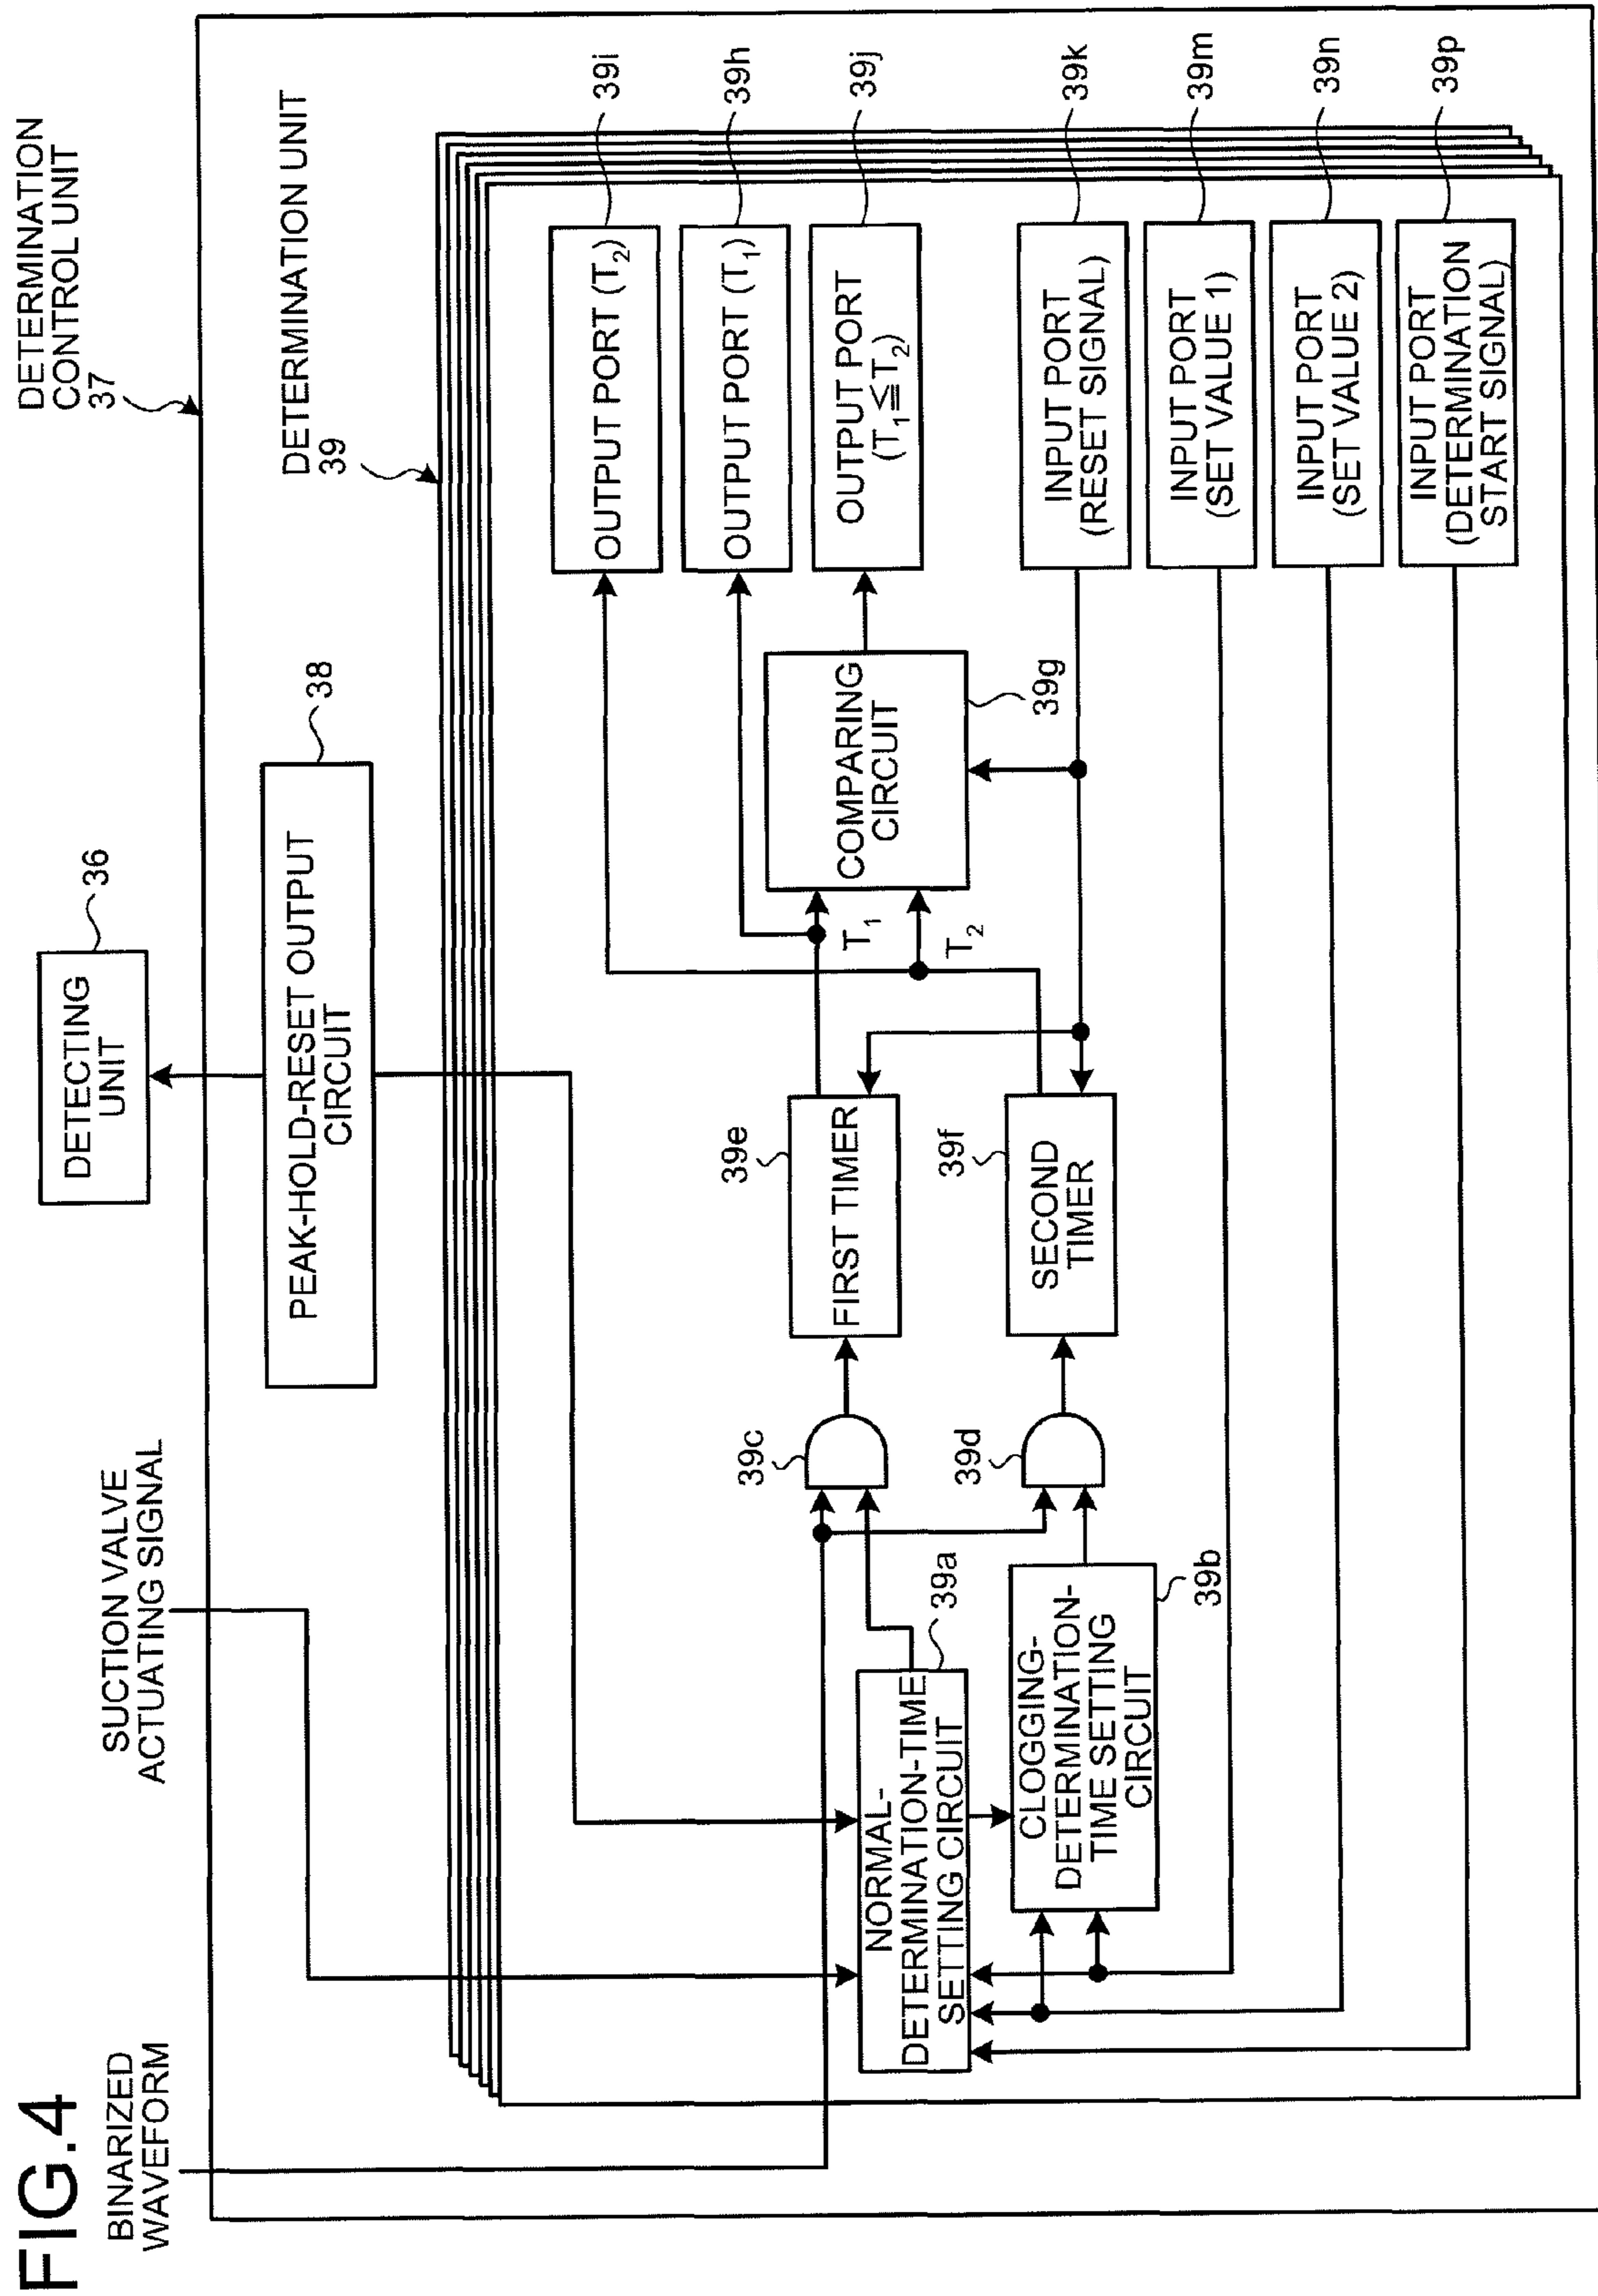 FIG.4
BINARIZED
WAVEFORM
SUCTION VALVE
ACTUATING SIGNAL
DETECTING
UNIT
36
DETERMINATION
CONTROL UNIT
37
PEAK-HOLD-RESET OUTPUT
CIRCUIT
38
DETERMINATION UNIT
39
OUTPUT PORT (T2)
39i
OUTPUT PORT (T1)
39h
OUTPUT PORT
(T1≦T2)
39j
INPUT PORT
(RESET SIGNAL)
39k
INPUT PORT
(SET VALUE 1)
39m
INPUT PORT
(SET VALUE 2)
39n
INPUT PORT
(DETERMINATION
START SIGNAL)
39p
NORMAL-
DETERMINATION-TIME
SETTING CIRCUIT
39a
CLOGGING-
DETERMINATION-
TIME SETTING
CIRCUIT
39b
39c
39d
FIRST TIMER
39e
SECOND
TIMER
39f
T1
T2
COMPARING
CIRCUIT
39g